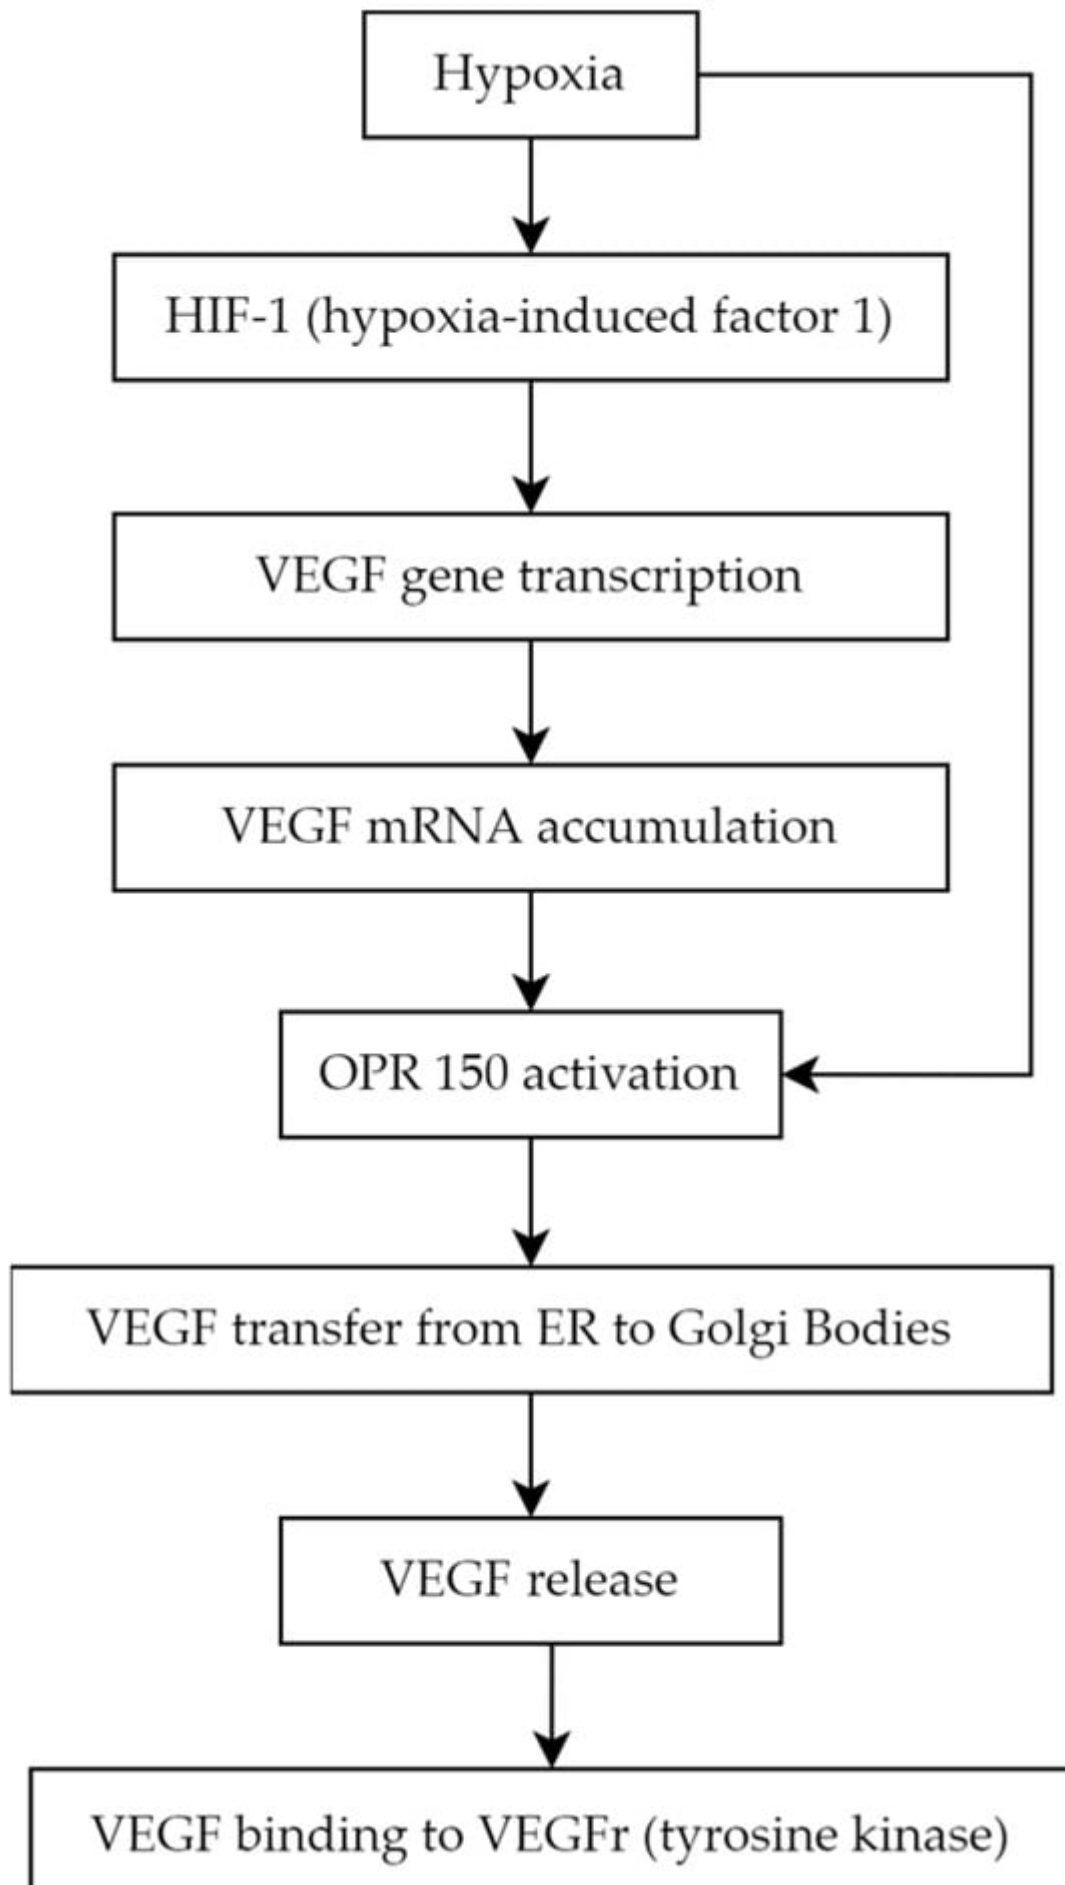 Hypoxia
HIF-1 (hypoxia-induced factor 1)
VEGF gene transcription
VEGF mRNA accumulation
OPR 150 activation
VEGF transfer from ER to Golgi Bodies
VEGF release
VEGF binding to VEGFr (tyrosine kinase)